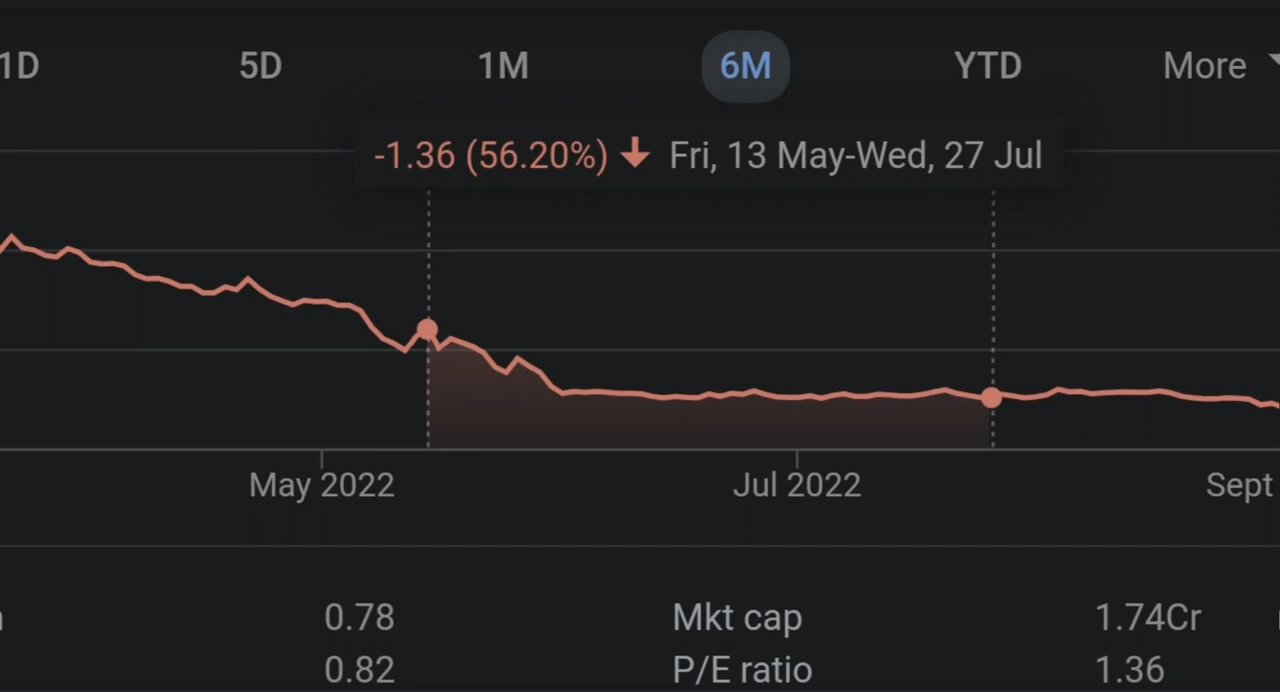 1D 5D 1M 6M YTD More
-1.36 (56.20%) Fri, 13 May-Wed, 27 Jul
May 2022 Jul 2022 Sept
0.78 Mkt cap 1.74Cr
0.82 P/E ratio 1.36